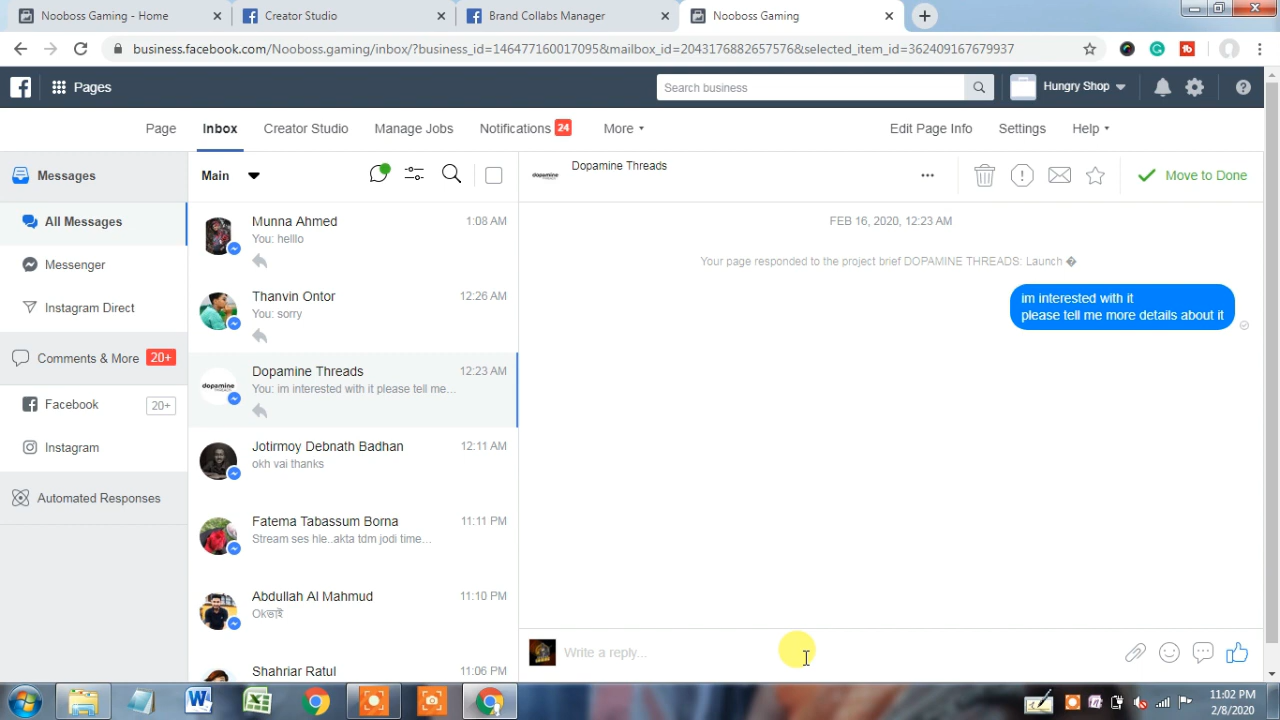 Nooboss Gaming - Home
Creator Studio
Brand Collabs Manager
Nooboss Gaming
business.facebook.com/Nooboss.gaming/inbox/?business_id=146477160017095&mailbox_id=2043176882657576&selected_item_id=362409167679937
Pages
Search business
Hungry Shop
Page
Inbox
Creator Studio
Manage Jobs
Notifications 24
More
Edit Page Info
Settings
Help
Messages
All Messages
Messenger
Instagram Direct
Comments & More 20+
Facebook 20+
Instagram
Automated Responses
Main
Munna Ahmed 1:08 AM
You: helllo
Thanvin Ontor 12:26 AM
You: sorry
Dopamine Threads 12:23 AM
You: im interested with it please tell me...
Jotirmoy Debnath Badhan 12:11 AM
okh vai thanks
Fatema Tabassum Borna 11:11 PM
Stream ses hle..akta tdm jodi time...
Abdullah Al Mahmud 11:10 PM
Okভাই
Shahriar Ratul 11:06 PM
dopamine
Dopamine Threads
Move to Done
FEB 16, 2020, 12:23 AM
Your page responded to the project brief DOPAMINE THREADS: Launch �
im interested with it
please tell me more details about it
Write a reply...
11:02 PM
2/8/2020